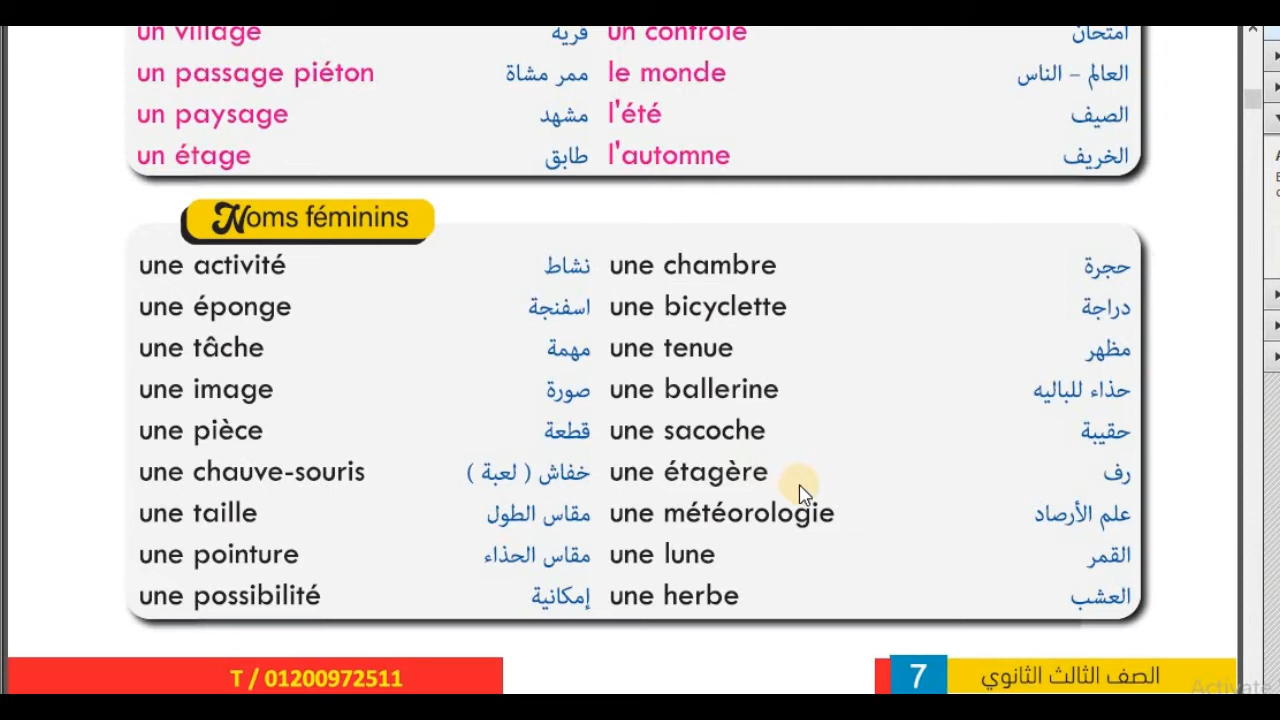 un village قرية un contrôle امتحان
un passage piéton ممر مشاة le monde العالم – الناس
un paysage مشهد l'été الصيف
un étage طابق l'automne الخريف
Noms féminins
une activité نشاط une chambre حجرة
une éponge اسفنجة une bicyclette دراجة
une tâche مهمة une tenue مظهر
une image صورة une ballerine حذاء للباليه
une pièce قطعة une sacoche حقيبة
une chauve-souris خفاش ( لعبة ) une étagère رف
une taille مقاس الطول une météorologie علم الأرصاد
une pointure مقاس الحذاء une lune القمر
une possibilité إمكانية une herbe العشب
T / 01200972511 7 الصف الثالث الثانوي
Activate